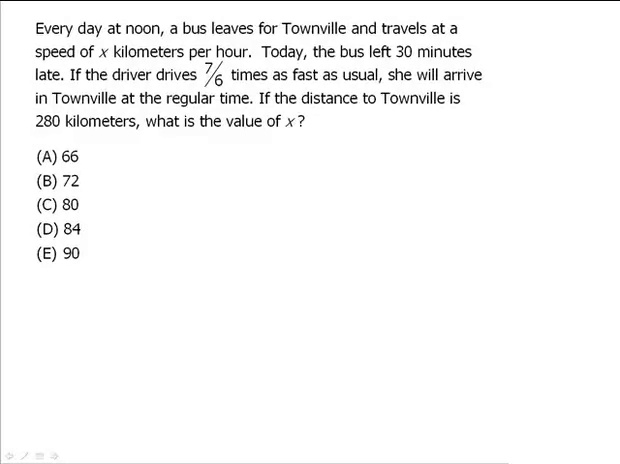 Every day at noon, a bus leaves for Townville and travels at a
speed of x kilometers per hour.  Today, the bus left 30 minutes
late. If the driver drives 7/6 times as fast as usual, she will arrive
in Townville at the regular time. If the distance to Townville is
280 kilometers, what is the value of x?
(A) 66
(B) 72
(C) 80
(D) 84
(E) 90